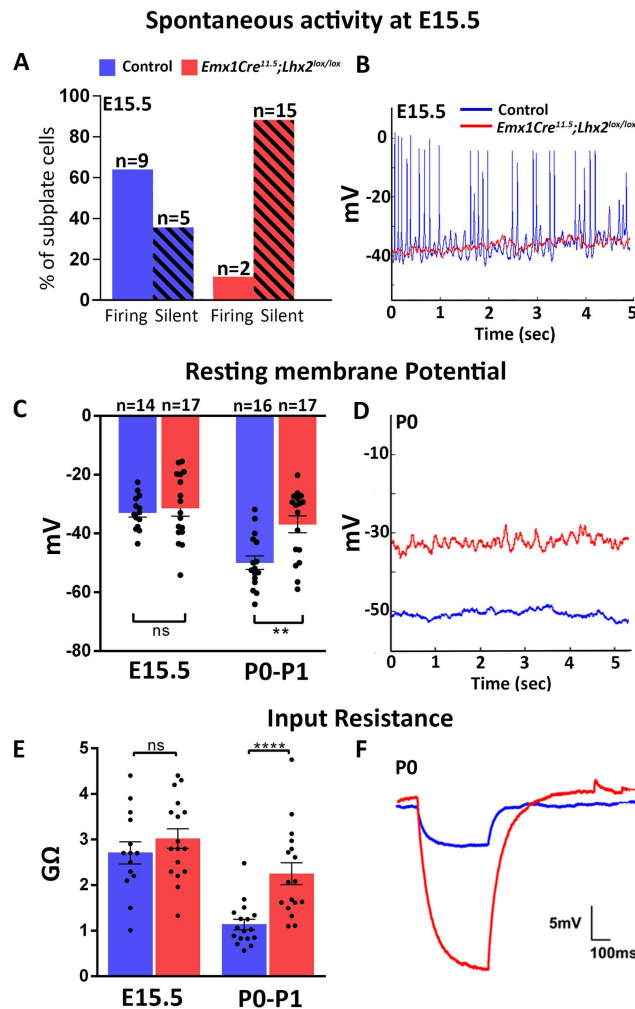 Spontaneous activity at E15.5
A
Control
Emx1Cre11.5;Lhx2lox/lox
E15.5
% of subplate cells
100
80
60
40
20
0
n=9
n=5
n=2
n=15
Firing Silent Firing Silent
B
E15.5
Control
Emx1Cre11.5;Lhx2lox/lox
mV
0
-20
-40
0 1 2 3 4 5
Time (sec)
Resting membrane Potential
C
n=14 n=17 n=16 n=17
mV
0
-20
-40
-60
-80
ns
**
E15.5 P0-P1
D
P0
mV
-10
-30
-50
0 1 2 3 4 5
Time (sec)
Input Resistance
E
ns
****
GΩ
5
4
3
2
1
0
E15.5 P0-P1
F
P0
5mV
100ms